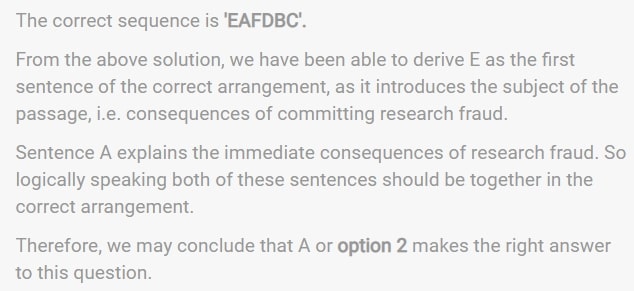 The correct sequence is 'EAFDBC'.
From the above solution, we have been able to derive E as the first
sentence of the correct arrangement, as it introduces the subject of the
passage, i.e. consequences of committing research fraud.
Sentence A explains the immediate consequences of research fraud. So
logically speaking both of these sentences should be together in the
correct arrangement.
Therefore, we may conclude that A or option 2 makes the right answer
to this question.